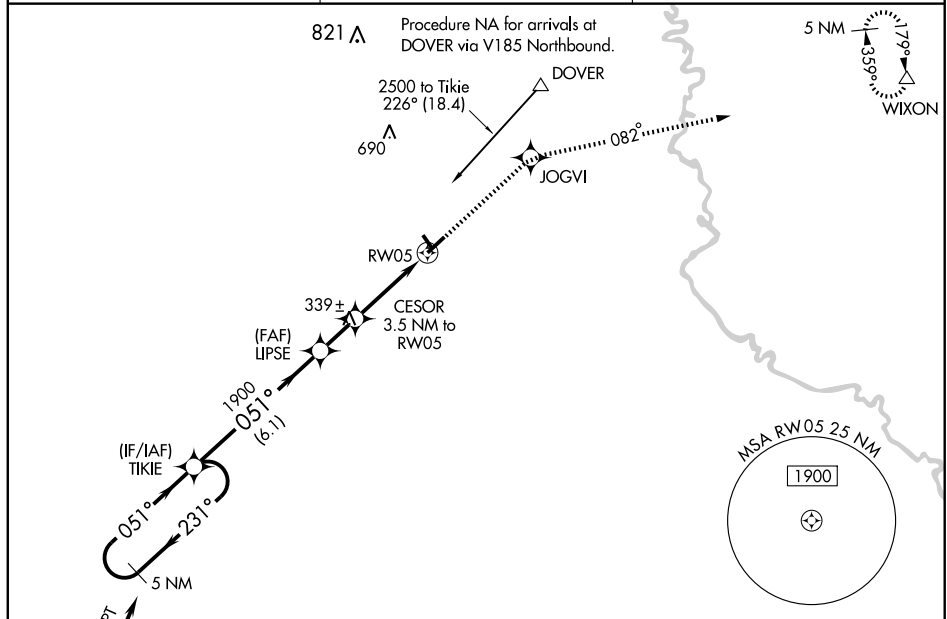 821
Procedure NA for arrivals at
DOVER via V185 Northbound.
5 NM
179°
359°
WIXON
DOVER
2500 to Tikie
226° (18.4)
690
082°
JOGVI
RW05
339±
CESOR
3.5 NM to
RW05
(FAF)
LIPSE
1900
051°
(6.1)
(IF/IAF)
TIKIE
051°
231°
5 NM
MSA RW05 25 NM
1900